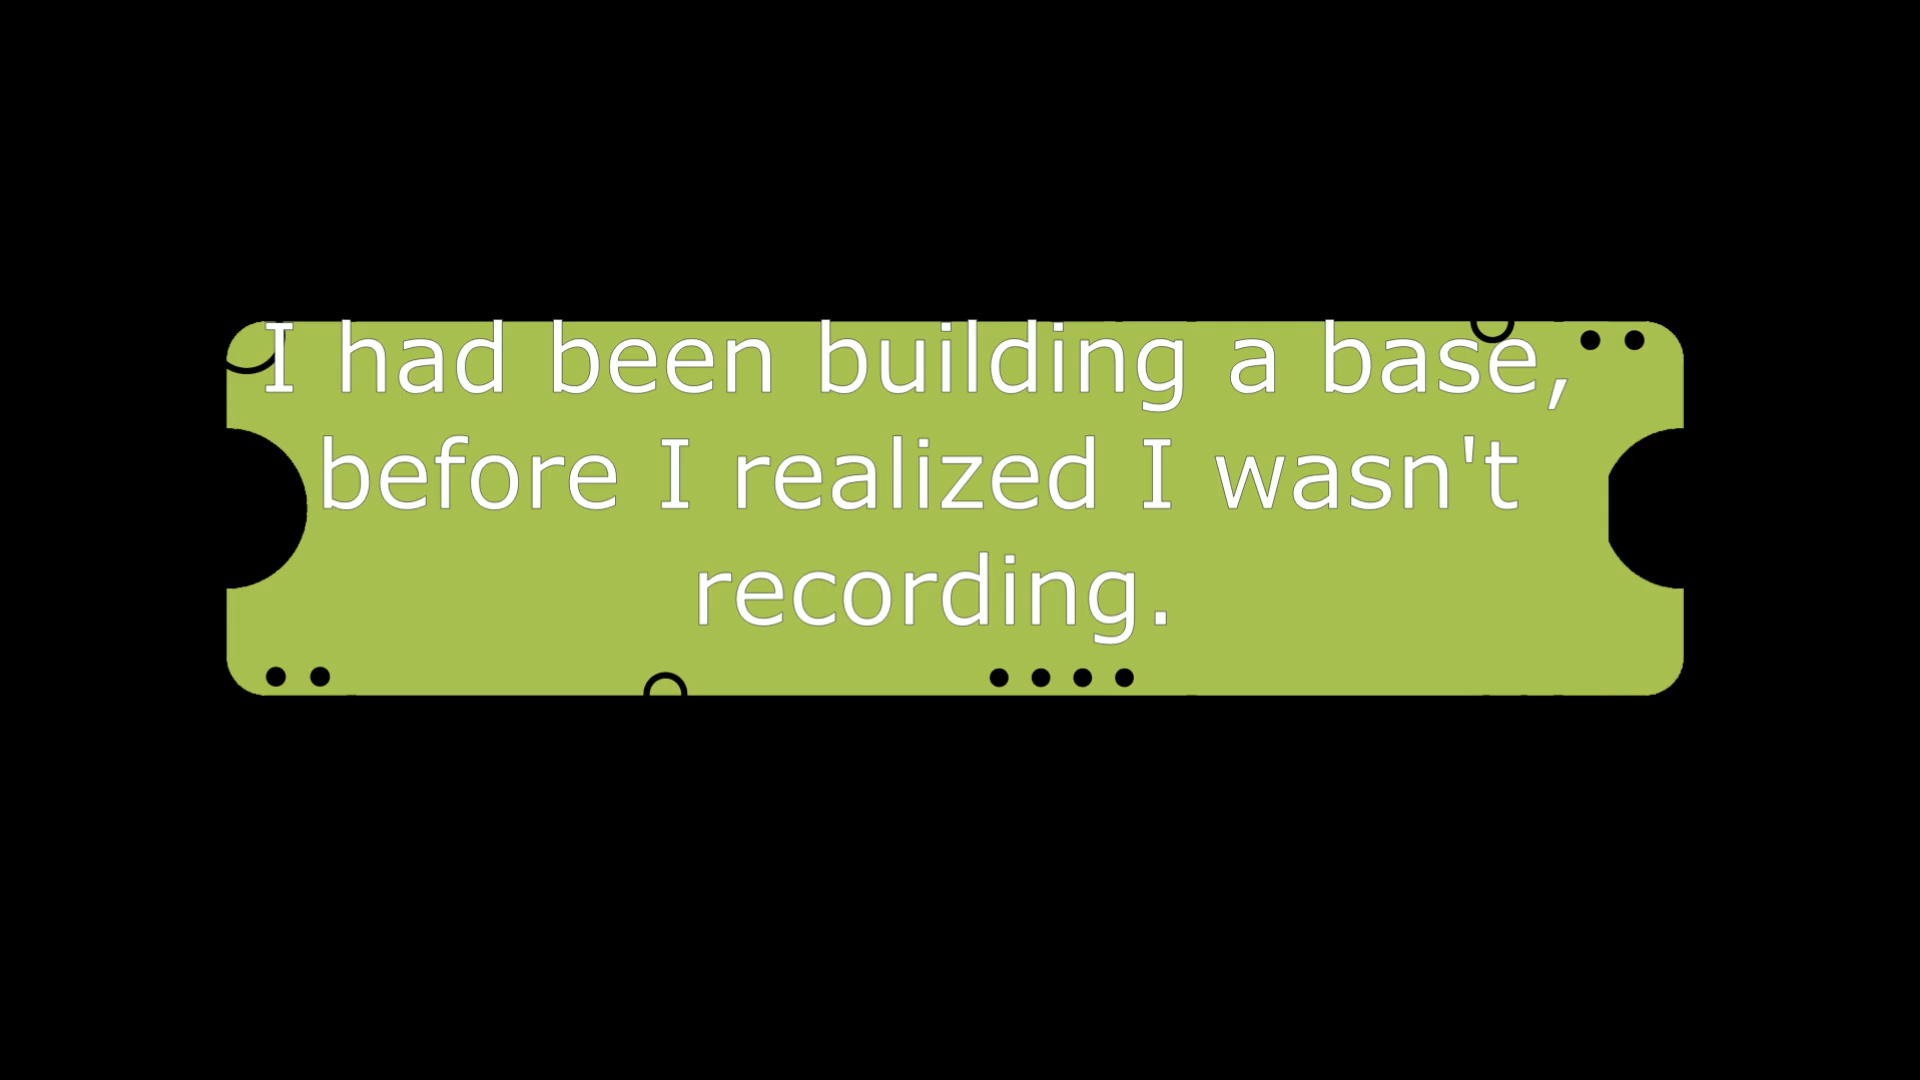 I had been building a base,
before I realized I wasn't
recording.